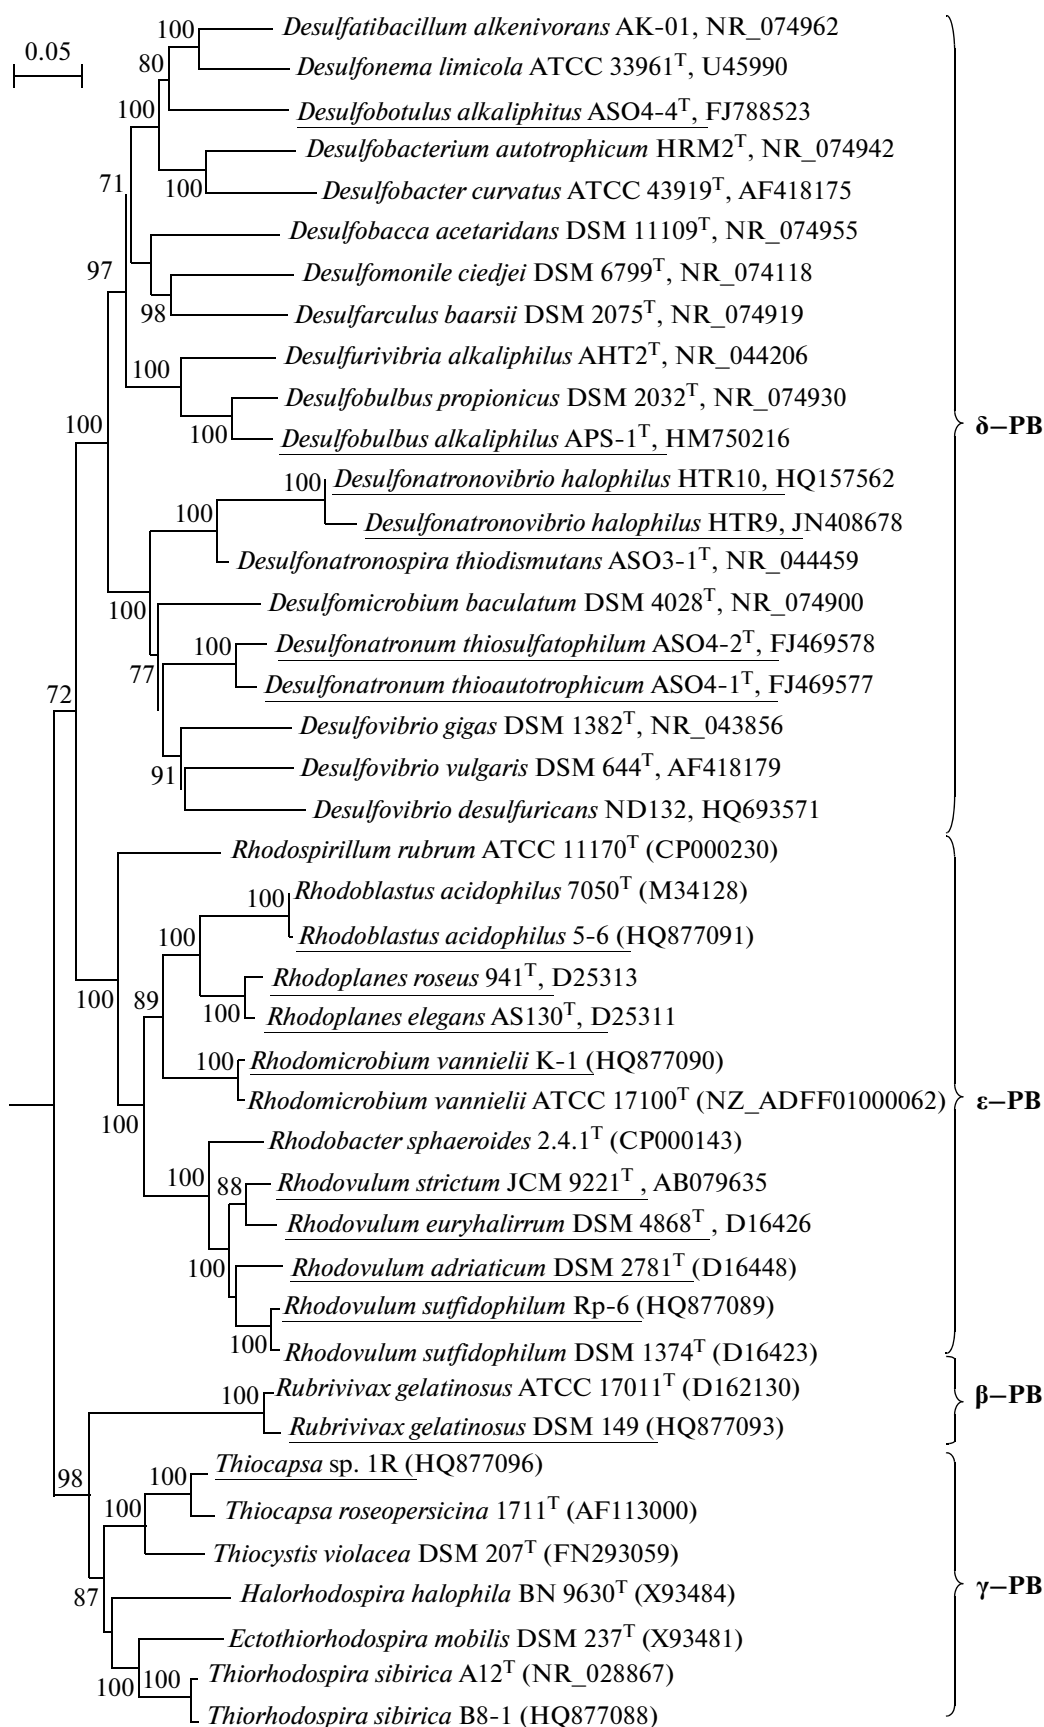 100
Desulfatibacillum alkenivorans AK-01, NR_074962
0.05
80
Desulfonema limicola ATCC 33961T, U45990
100
Desulfobotulus alkaliphitus ASO4-4T, FJ788523
Desulfobacterium autotrophicum HRM2T, NR_074942
71
100
Desulfobacter curvatus ATCC 43919T, AF418175
Desulfobacca acetaridans DSM 11109T, NR_074955
97
Desulfomonile ciedjei DSM 6799T, NR_074118
98
Desulfarculus baarsii DSM 2075T, NR_074919
100
Desulfurivibria alkaliphilus AHT2T, NR_044206
Desulfobulbus propionicus DSM 2032T, NR_074930
100
100
Desulfobulbus alkaliphilus APS-1T, HM750216
δ–PB
100
Desulfonatronovibrio halophilus HTR10, HQ157562
100
Desulfonatronovibrio halophilus HTR9, JN408678
Desulfonatronospira thiodismutans ASO3-1T, NR_044459
100
Desulfomicrobium baculatum DSM 4028T, NR_074900
100
Desulfonatronum thiosulfatophilum ASO4-2T, FJ469578
77
72
Desulfonatronum thioautotrophicum ASO4-1T, FJ469577
Desulfovibrio gigas DSM 1382T, NR_043856
91
Desulfovibrio vulgaris DSM 644T, AF418179
Desulfovibrio desulfuricans ND132, HQ693571
Rhodospirillum rubrum ATCC 11170T (CP000230)
100
Rhodoblastus acidophilus 7050T (M34128)
100
Rhodoblastus acidophilus 5-6 (HQ877091)
Rhodoplanes roseus 941T, D25313
100
89
100
Rhodoplanes elegans AS130T, D25311
100
Rhodomicrobium vannielii K-1 (HQ877090)
Rhodomicrobium vannielii ATCC 17100T (NZ_ADFF01000062)
ε–PB
100
Rhodobacter sphaeroides 2.4.1T (CP000143)
100
88
Rhodovulum strictum JCM 9221T , AB079635
Rhodovulum euryhalirrum DSM 4868T , D16426
100
Rhodovulum adriaticum DSM 2781T (D16448)
Rhodovulum sutfidophilum Rp-6 (HQ877089)
100
Rhodovulum sutfidophilum DSM 1374T (D16423)
100
Rubrivivax gelatinosus ATCC 17011T (D162130)
β–PB
Rubrivivax gelatinosus DSM 149 (HQ877093)
98
100
Thiocapsa sp. 1R (HQ877096)
100
Thiocapsa roseopersicina 1711T (AF113000)
Thiocystis violacea DSM 207T (FN293059)
87
Halorhodospira halophila BN 9630T (X93484)
γ–PB
Ectothiorhodospira mobilis DSM 237T (X93481)
100
100
Thiorhodospira sibirica A12T (NR_028867)
Thiorhodospira sibirica B8-1 (HQ877088)